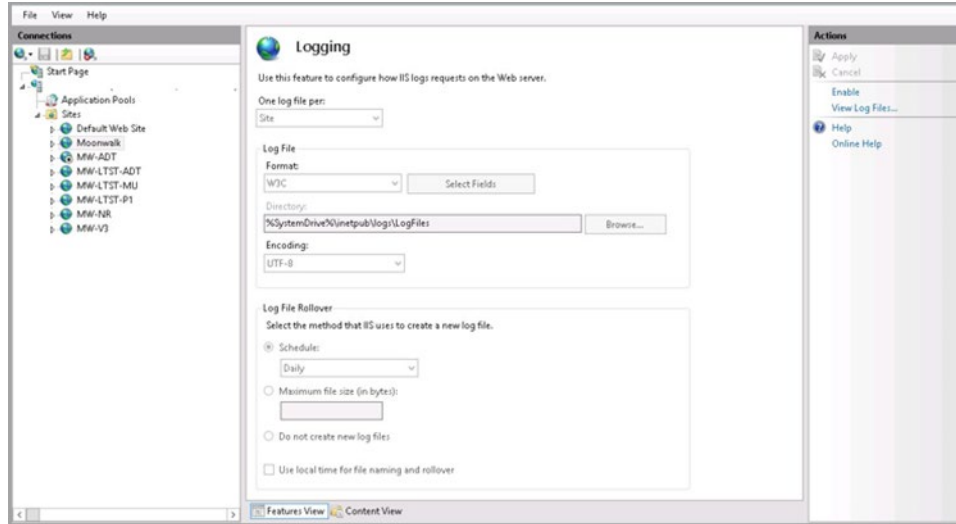 File View Help
Connections
Start Page
Application Pools
Sites
Default Web Site
Moonwalk
MW-ADT
MW-LTST-ADT
MW-LTST-MU
MW-LTST-P1
MW-NR
MW-V3
Logging
Use this feature to configure how IIS logs requests on the Web server.
One log file per:
Site
Log File
Format:
W3C
Select Fields
Directory:
%SystemDrive%\inetpub\logs\LogFiles
Browse...
Encoding:
UTF-8
Log File Rollover
Select the method that IIS uses to create a new log file.
Schedule:
Daily
Maximum file size (in bytes):
Do not create new log files
Use local time for file naming and rollover
Features View Content View
Actions
Apply
Cancel
Enable
View Log Files...
Help
Online Help